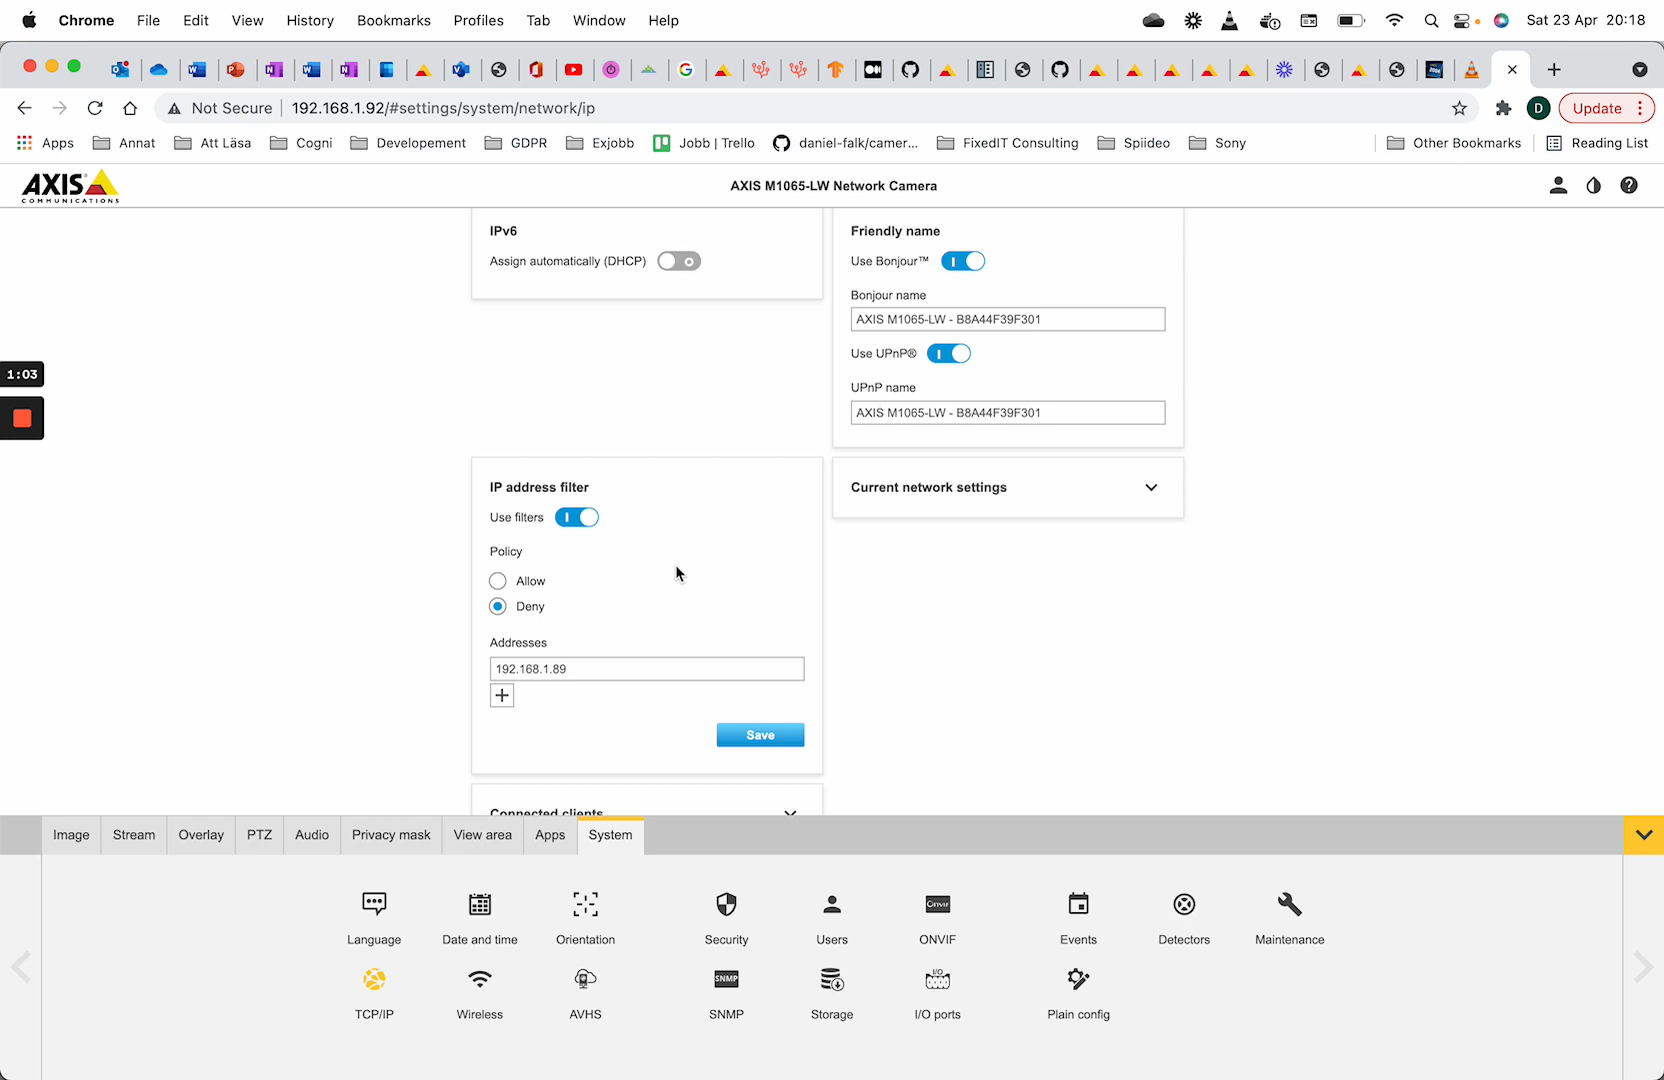 Chrome File Edit View History Bookmarks Profiles Tab Window Help Sat 23 Apr 20:18
Not Secure 192.168.1.92/#settings/system/network/ip D Update
Apps Annat Att Läsa Cogni Developement GDPR Exjobb Jobb | Trello daniel-falk/camer... FixedIT Consulting Spiideo Sony Other Bookmarks Reading List
AXIS
COMMUNICATIONS
AXIS M1065-LW Network Camera
IPv6
Assign automatically (DHCP)
Friendly name
Use Bonjour™
Bonjour name
AXIS M1065-LW - B8A44F39F301
Use UPnP®
UPnP name
AXIS M1065-LW - B8A44F39F301
1:03
IP address filter
Use filters
Policy
Allow
Deny
Addresses
192.168.1.89
Save
Current network settings
Connected clients
Image Stream Overlay PTZ Audio Privacy mask View area Apps System
Language Date and time Orientation Security Users ONVIF Events Detectors Maintenance
TCP/IP Wireless AVHS SNMP Storage I/O ports Plain config